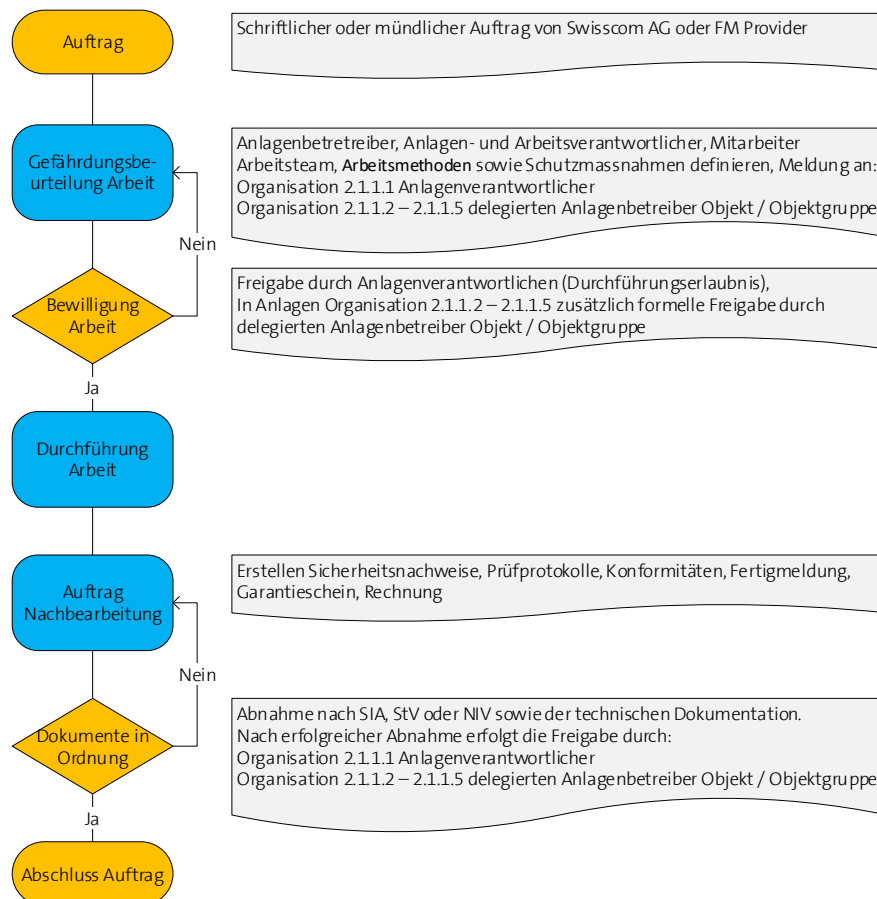 Auftrag
Schriftlicher oder mündlicher Auftrag von Swisscom AG oder FM Provider
Gefährdungsbe-
urteilung Arbeit
Anlagenbetretreiber, Anlagen- und Arbeitsverantwortlicher, Mitarbeiter
Arbeitsteam, Arbeitsmethoden sowie Schutzmassnahmen definieren, Meldung an:
Organisation 2.1.1.1 Anlagenverantwortlicher
Organisation 2.1.1.2 – 2.1.1.5 delegierten Anlagenbetreiber Objekt / Objektgruppe
Nein
Bewilligung
Arbeit
Freigabe durch Anlagenverantwortlichen (Durchführungserlaubnis),
In Anlagen Organisation 2.1.1.2 – 2.1.1.5 zusätzlich formelle Freigabe durch
delegierten Anlagenbetreiber Objekt / Objektgruppe
Ja
Durchführung
Arbeit
Auftrag
Nachbearbeitung
Erstellen Sicherheitsnachweise, Prüfprotokolle, Konformitäten, Fertigmeldung,
Garantieschein, Rechnung
Nein
Dokumente in
Ordnung
Abnahme nach SIA, StV oder NIV sowie der technischen Dokumentation.
Nach erfolgreicher Abnahme erfolgt die Freigabe durch:
Organisation 2.1.1.1 Anlagenverantwortlicher
Organisation 2.1.1.2 – 2.1.1.5 delegierten Anlagenbetreiber Objekt / Objektgruppe
Ja
Abschluss Auftrag